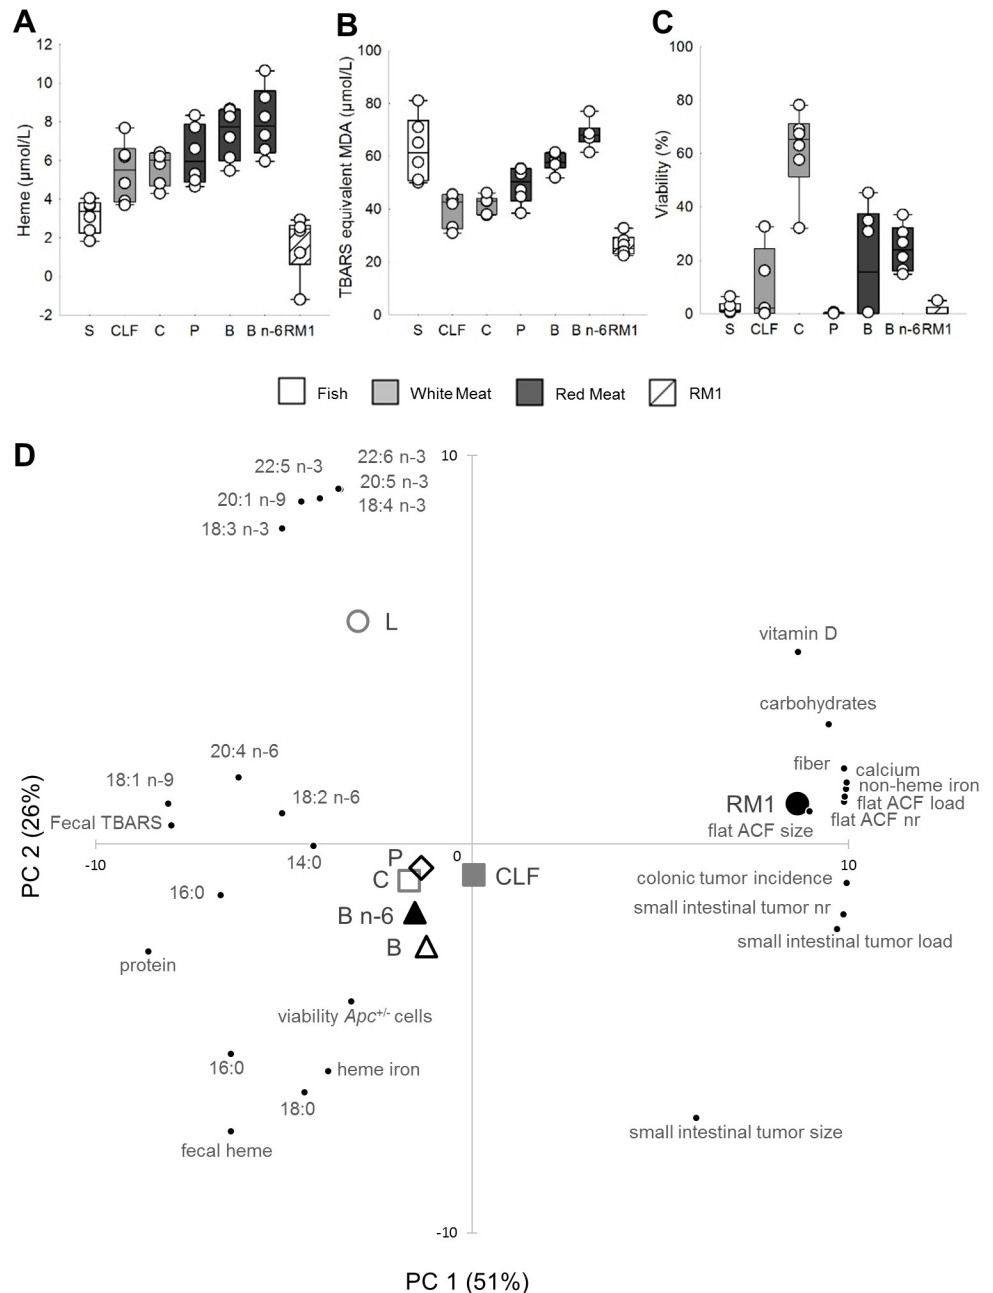 A
B
C
Heme (µmol/L)
12
10
8
6
4
2
0
-2
S CLF C P B B n-6 RM1
TBARS equivalent MDA (µmol/L)
100
80
60
40
20
0
S CLF C P B B n-6 RM1
Viability (%)
100
80
60
40
20
0
S CLF C P B B n-6 RM1
Fish White Meat Red Meat RM1
D
10
22:6 n-3
22:5 n-3
20:5 n-3
20:1 n-9
18:4 n-3
18:3 n-3
L
vitamin D
carbohydrates
20:4 n-6
fiber
calcium
18:1 n-9
non-heme iron
18:2 n-6
RM1
flat ACF load
Fecal TBARS
flat ACF nr
flat ACF size
PC 2 (26%)
-10
14:0
P
0
10
C
CLF
colonic tumor incidence
16:0
small intestinal tumor nr
B n-6
small intestinal tumor load
B
protein
viability Apc+/- cells
16:0
heme iron
18:0
small intestinal tumor size
fecal heme
-10
PC 1 (51%)